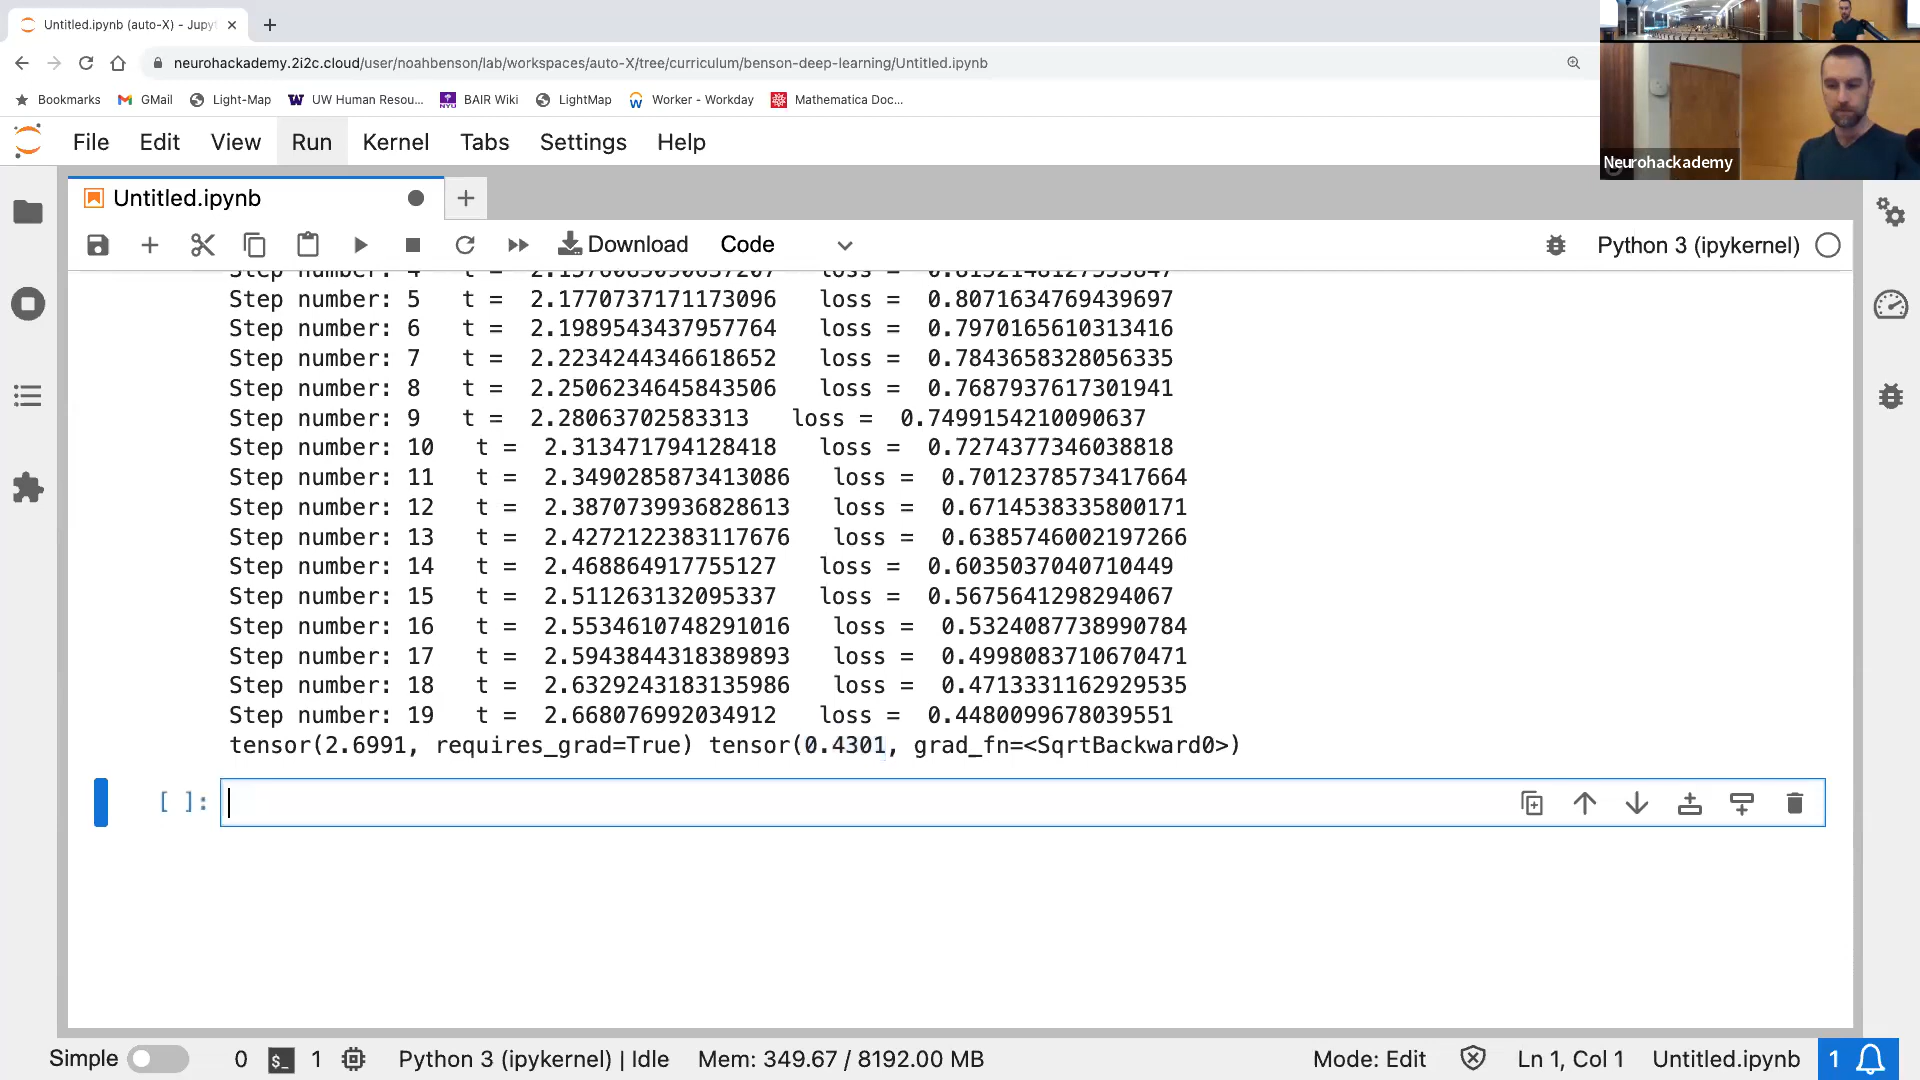 Untitled.ipynb (auto-X) - Jupyt
neurohackademy.2i2c.cloud/user/noahbenson/lab/workspaces/auto-X/tree/curriculum/benson-deep-learning/Untitled.ipynb
Bookmarks GMail Light-Map UW Human Resou... BAIR Wiki LightMap Worker - Workday Mathematica Doc...
Neurohackademy
File Edit View Run Kernel Tabs Settings Help
Untitled.ipynb
Download Code Python 3 (ipykernel)
Step number: 4 t = 2.1576085090637207 loss =
Step number: 5 t = 2.1770737171173096 loss = 0.8071634769439697
Step number: 6 t = 2.1989543437957764 loss = 0.7970165610313416
Step number: 7 t = 2.2234244346618652 loss = 0.7843658328056335
Step number: 8 t = 2.2506234645843506 loss = 0.7687937617301941
Step number: 9 t = 2.28063702583313 loss = 0.7499154210090637
Step number: 10 t = 2.313471794128418 loss = 0.7274377346038818
Step number: 11 t = 2.3490285873413086 loss = 0.7012378573417664
Step number: 12 t = 2.3870739936828613 loss = 0.6714538335800171
Step number: 13 t = 2.4272122383117676 loss = 0.6385746002197266
Step number: 14 t = 2.468864917755127 loss = 0.6035037040710449
Step number: 15 t = 2.511263132095337 loss = 0.5675641298294067
Step number: 16 t = 2.5534610748291016 loss = 0.5324087738990784
Step number: 17 t = 2.5943844318389893 loss = 0.4998083710670471
Step number: 18 t = 2.6329243183135986 loss = 0.4713331162929535
Step number: 19 t = 2.668076992034912 loss = 0.4480099678039551
tensor(2.6991, requires_grad=True) tensor(0.4301, grad_fn=<SqrtBackward0>)
[ ]:
Simple 0 $_ 1 Python 3 (ipykernel) | Idle Mem: 349.67 / 8192.00 MB Mode: Edit Ln 1, Col 1 Untitled.ipynb 1